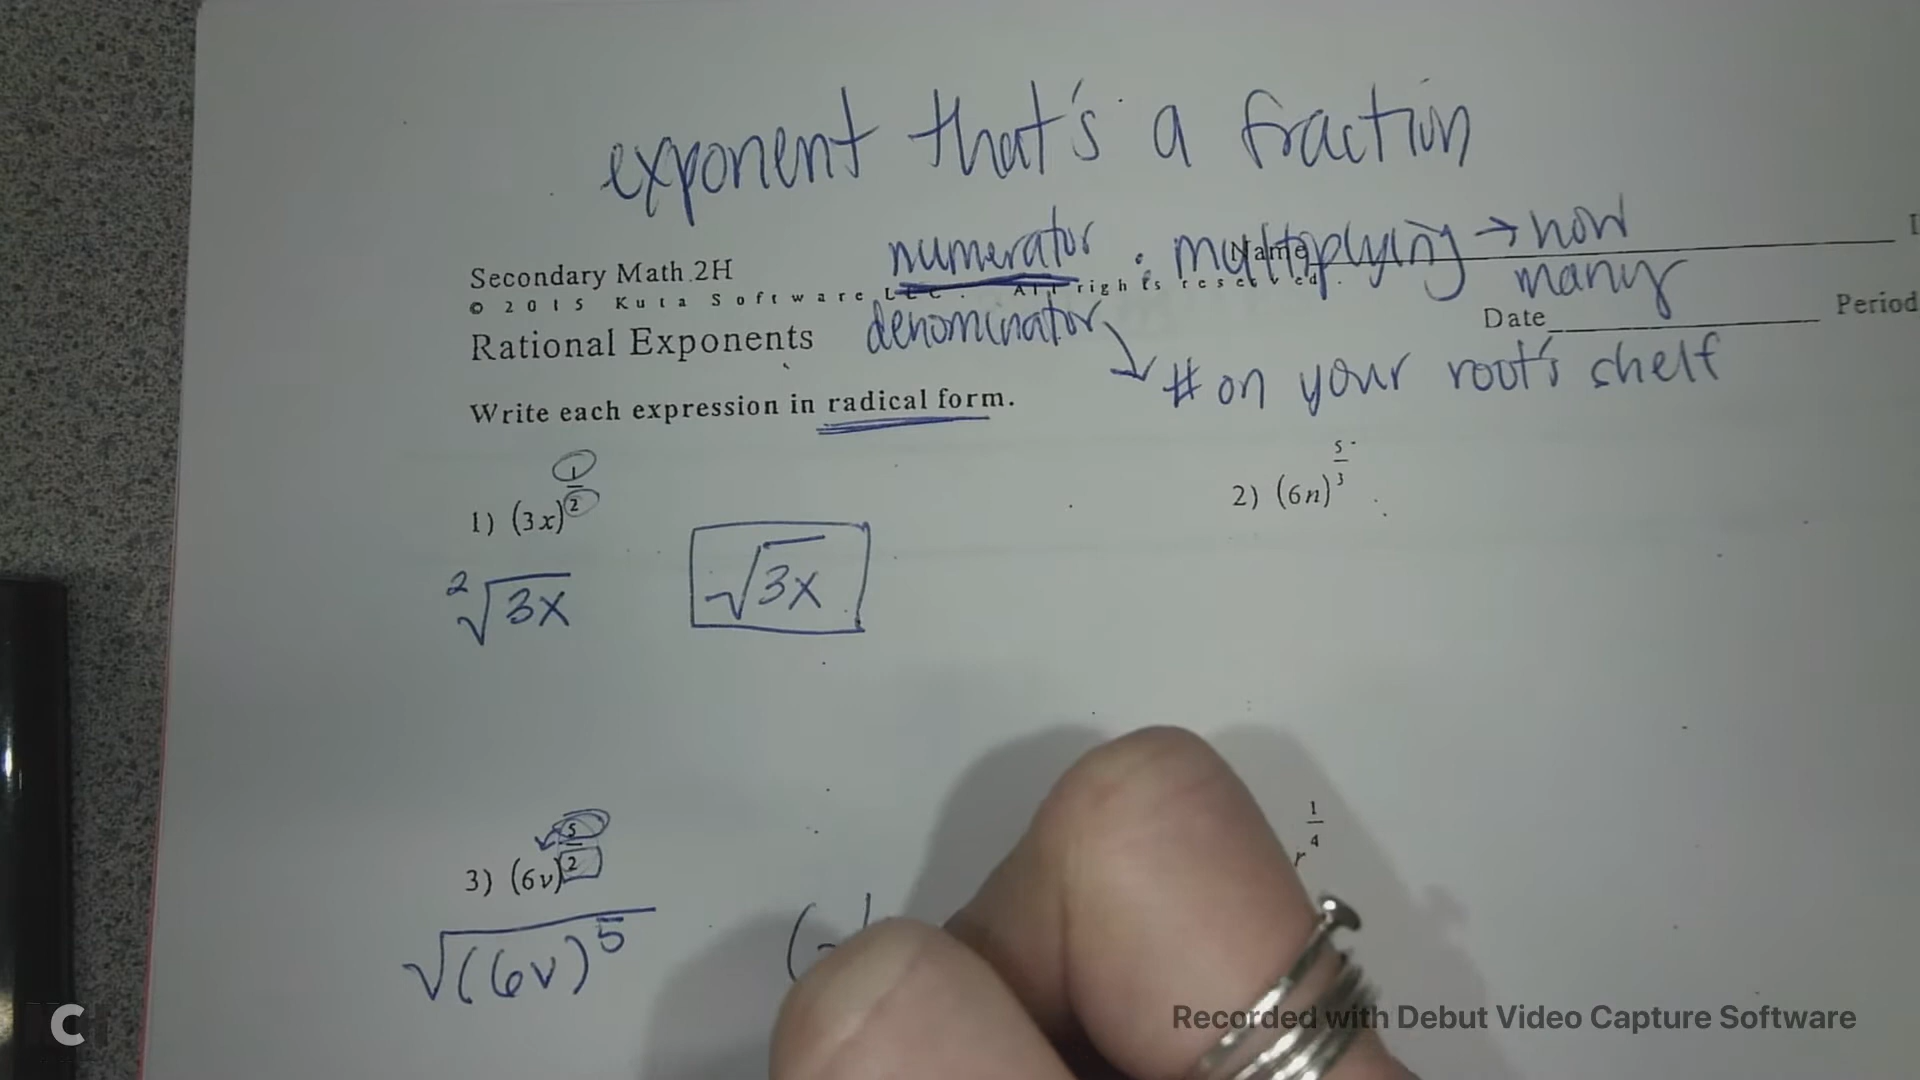 exponent that's a fraction
numerator : multiplying → how many
Secondary Math 2H
Name
© 2015 Kuta Software LLC. All rights reserved.
denominator
Date Period
Rational Exponents
# on your root's shelf
Write each expression in radical form.
1) (3x)^(1/2)
2) (6n)^(5/3)
²√3x √3x
3) (6v)^(5/2)
r^(1/4)
√(6v)^5
Recorded with Debut Video Capture Software